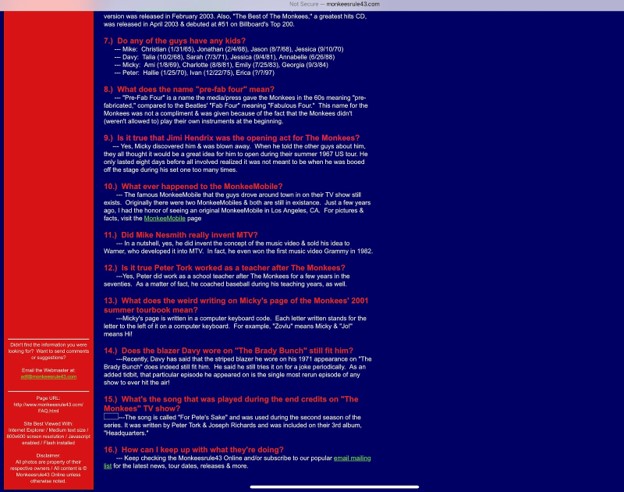 Not Secure — monkeesrule43.com
version was released in February 2003. Also, "The Best of The Monkees," a greatest hits CD,
was released in April 2003 & debuted at #51 on Billboard's Top 200.
7.) Do any of the guys have any kids?
--- Mike: Christian (1/31/65), Jonathan (2/4/68), Jason (8/7/68), Jessica (9/10/70)
--- Davy: Talia (10/2/68), Sarah (7/3/71), Jessica (9/4/81), Annabelle (6/26/88)
--- Micky: Ami (1/8/69), Charlotte (8/8/81), Emily (7/25/83), Georgia (9/3/84)
--- Peter: Hallie (1/25/70), Ivan (12/22/75), Erica (?/?/97)
8.) What does the name "pre-fab four" mean?
--- "Pre-Fab Four" is a name the media/press gave the Monkees in the 60s meaning "pre-
fabricated," compared to the Beatles' "Fab Four" meaning "Fabulous Four." This name for the
Monkees was not a compliment & was given because of the fact that the Monkees didn't
(weren't allowed to) play their own instruments at the beginning.
9.) Is it true that Jimi Hendrix was the opening act for The Monkees?
--- Yes, Micky discovered him & was blown away. When he told the other guys about him,
they all thought it would be a great idea for him to open during their summer 1967 US tour. He
only lasted eight days before all involved realized it was not meant to be when he was booed
off the stage during his set one too many times.
10.) What ever happened to the MonkeeMobile?
--- The famous MonkeeMobile that the guys drove around town in on their TV show still
exists. Originally there were two MonkeeMobiles & both are still in existance. Just a few years
ago, I had the honor of seeing an original MonkeeMobile in Los Angeles, CA. For pictures &
facts, visit the MonkeeMobile page
11.) Did Mike Nesmith really invent MTV?
--- In a nutshell, yes, he did invent the concept of the music video & sold his idea to
Warner, who developed it into MTV. In fact, he even won the first music video Grammy in 1982.
12.) Is it true Peter Tork worked as a teacher after The Monkees?
---Yes, Peter did work as a school teacher after The Monkees for a few years in the
seventies. As a matter of fact, he coached baseball during his teaching years, as well.
13.) What does the weird writing on Micky's page of the Monkees' 2001
summer tourbook mean?
---Micky's page is written in a computer keyboard code. Each letter written stands for the
letter to the left of it on a computer keyboard. For example, "Zovlu" means Micky & "Jo!"
means Hi!
14.) Does the blazer Davy wore on "The Brady Bunch" still fit him?
---Recently, Davy has said that the striped blazer he wore on his 1971 appearance on "The
Brady Bunch" does indeed still fit him. He said he still tries it on for a joke periodically. As an
added tidbit, that particular episode he appeared on is the single most rerun episode of any
show to ever hit the air!
15.) What's the song that was played during the end credits on "The
Monkees" TV show?
---The song is called "For Pete's Sake" and was used during the second season of the
series. It was written by Peter Tork & Joseph Richards and was included on their 3rd album,
"Headquarters."
16.) How can I keep up with what they're doing?
--- Keep checking the Monkeesrule43 Online and/or subscribe to our popular email mailing
list for the latest news, tour dates, releases & more.
Didn't find the information you were
looking for? Want to send comments
or suggestions?
Email the Webmaster at:
Page URL:
http://www.monkeesrule43.com/
FAQ.html
Site Best Viewed With:
Internet Explorer / Medium text size /
800x600 screen resolution / Javascript
enabled / Flash installed
Disclaimer:
All photos are property of their
respective owners / All content is ©
Monkeesrule43 Online unless
otherwise noted.